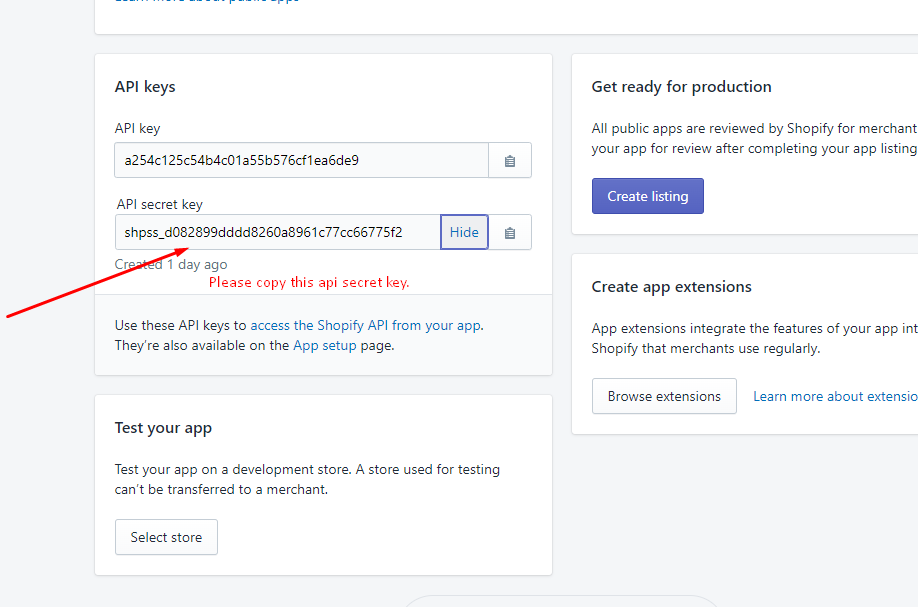 Learn more about public apps
API keys
API key
a254c125c54b4c01a55b576cf1ea6de9
API secret key
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
Hide
Created 1 day ago
Please copy this api secret key.
Use these API keys to access the Shopify API from your app.
They’re also available on the App setup page.
Test your app
Test your app on a development store. A store used for testing
can’t be transferred to a merchant.
Select store
Get ready for production
All public apps are reviewed by Shopify for merchant
your app for review after completing your app listing
Create listing
Create app extensions
App extensions integrate the features of your app int
Shopify that merchants use regularly.
Browse extensions
Learn more about extensio